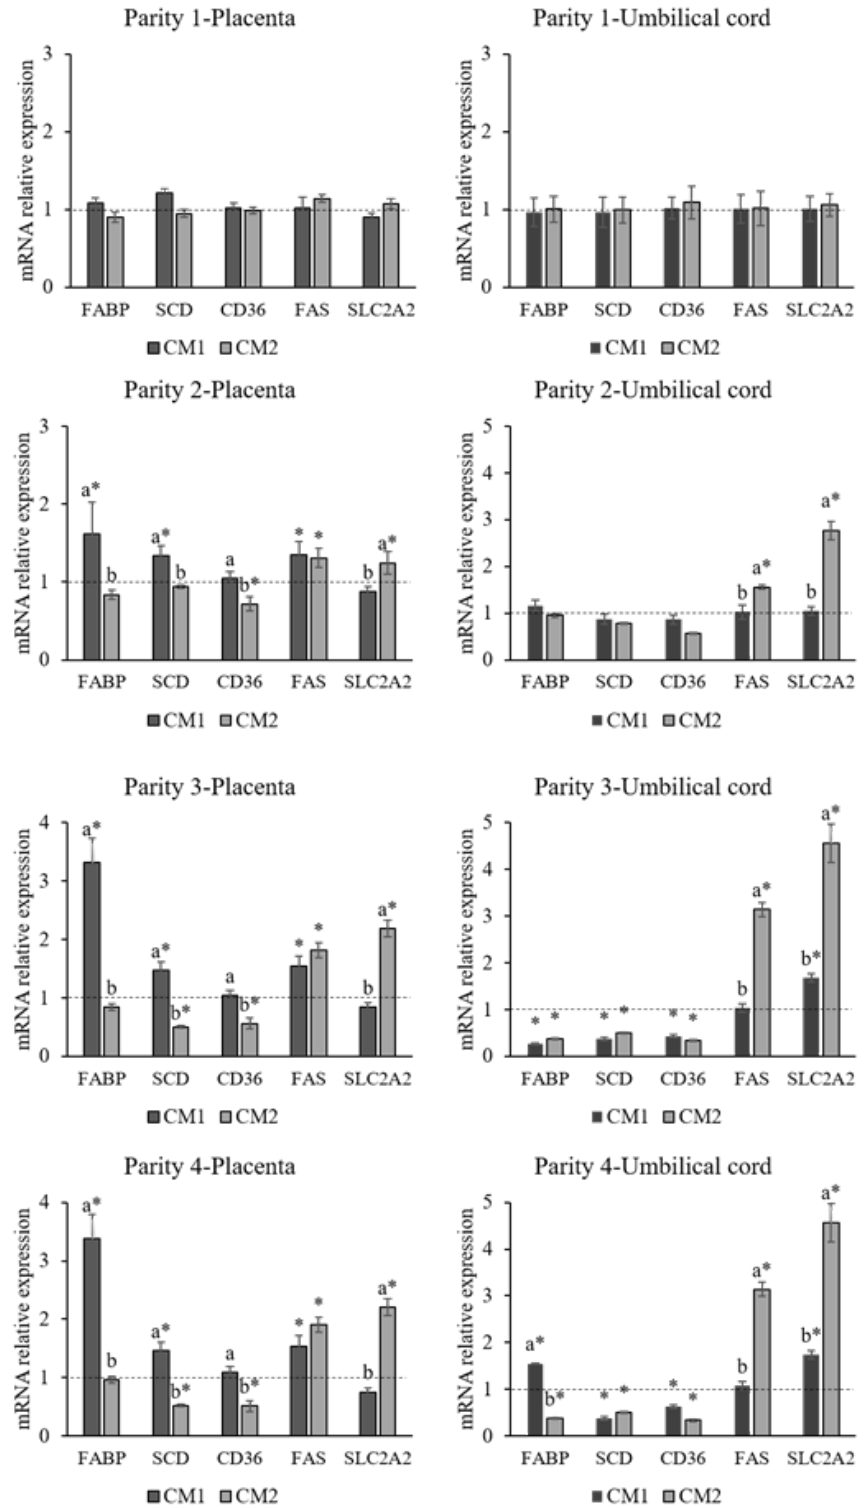 Parity 1-Placenta
mRNA relative expression
3
2
1
0
FABP SCD CD36 FAS SLC2A2
CM1 CM2
Parity 1-Umbilical cord
mRNA relative expression
3
2
1
0
FABP SCD CD36 FAS SLC2A2
CM1 CM2
Parity 2-Placenta
mRNA relative expression
3
2
1
0
a* b a* b a b* * * b a*
FABP SCD CD36 FAS SLC2A2
CM1 CM2
Parity 2-Umbilical cord
mRNA relative expression
5
4
3
2
1
0
b a* b a*
FABP SCD CD36 FAS SLC2A2
CM1 CM2
Parity 3-Placenta
mRNA relative expression
4
3
2
1
0
a* b a* b* a b* * * b a*
FABP SCD CD36 FAS SLC2A2
CM1 CM2
Parity 3-Umbilical cord
mRNA relative expression
5
4
3
2
1
0
* * * * * * b a* b* a*
FABP SCD CD36 FAS SLC2A2
CM1 CM2
Parity 4-Placenta
mRNA relative expression
4
3
2
1
0
a* b a* b* a b* * * b a*
FABP SCD CD36 FAS SLC2A2
CM1 CM2
Parity 4-Umbilical cord
mRNA relative expression
5
4
3
2
1
0
a* b* * * * * b a* b* a*
FABP SCD CD36 FAS SLC2A2
CM1 CM2